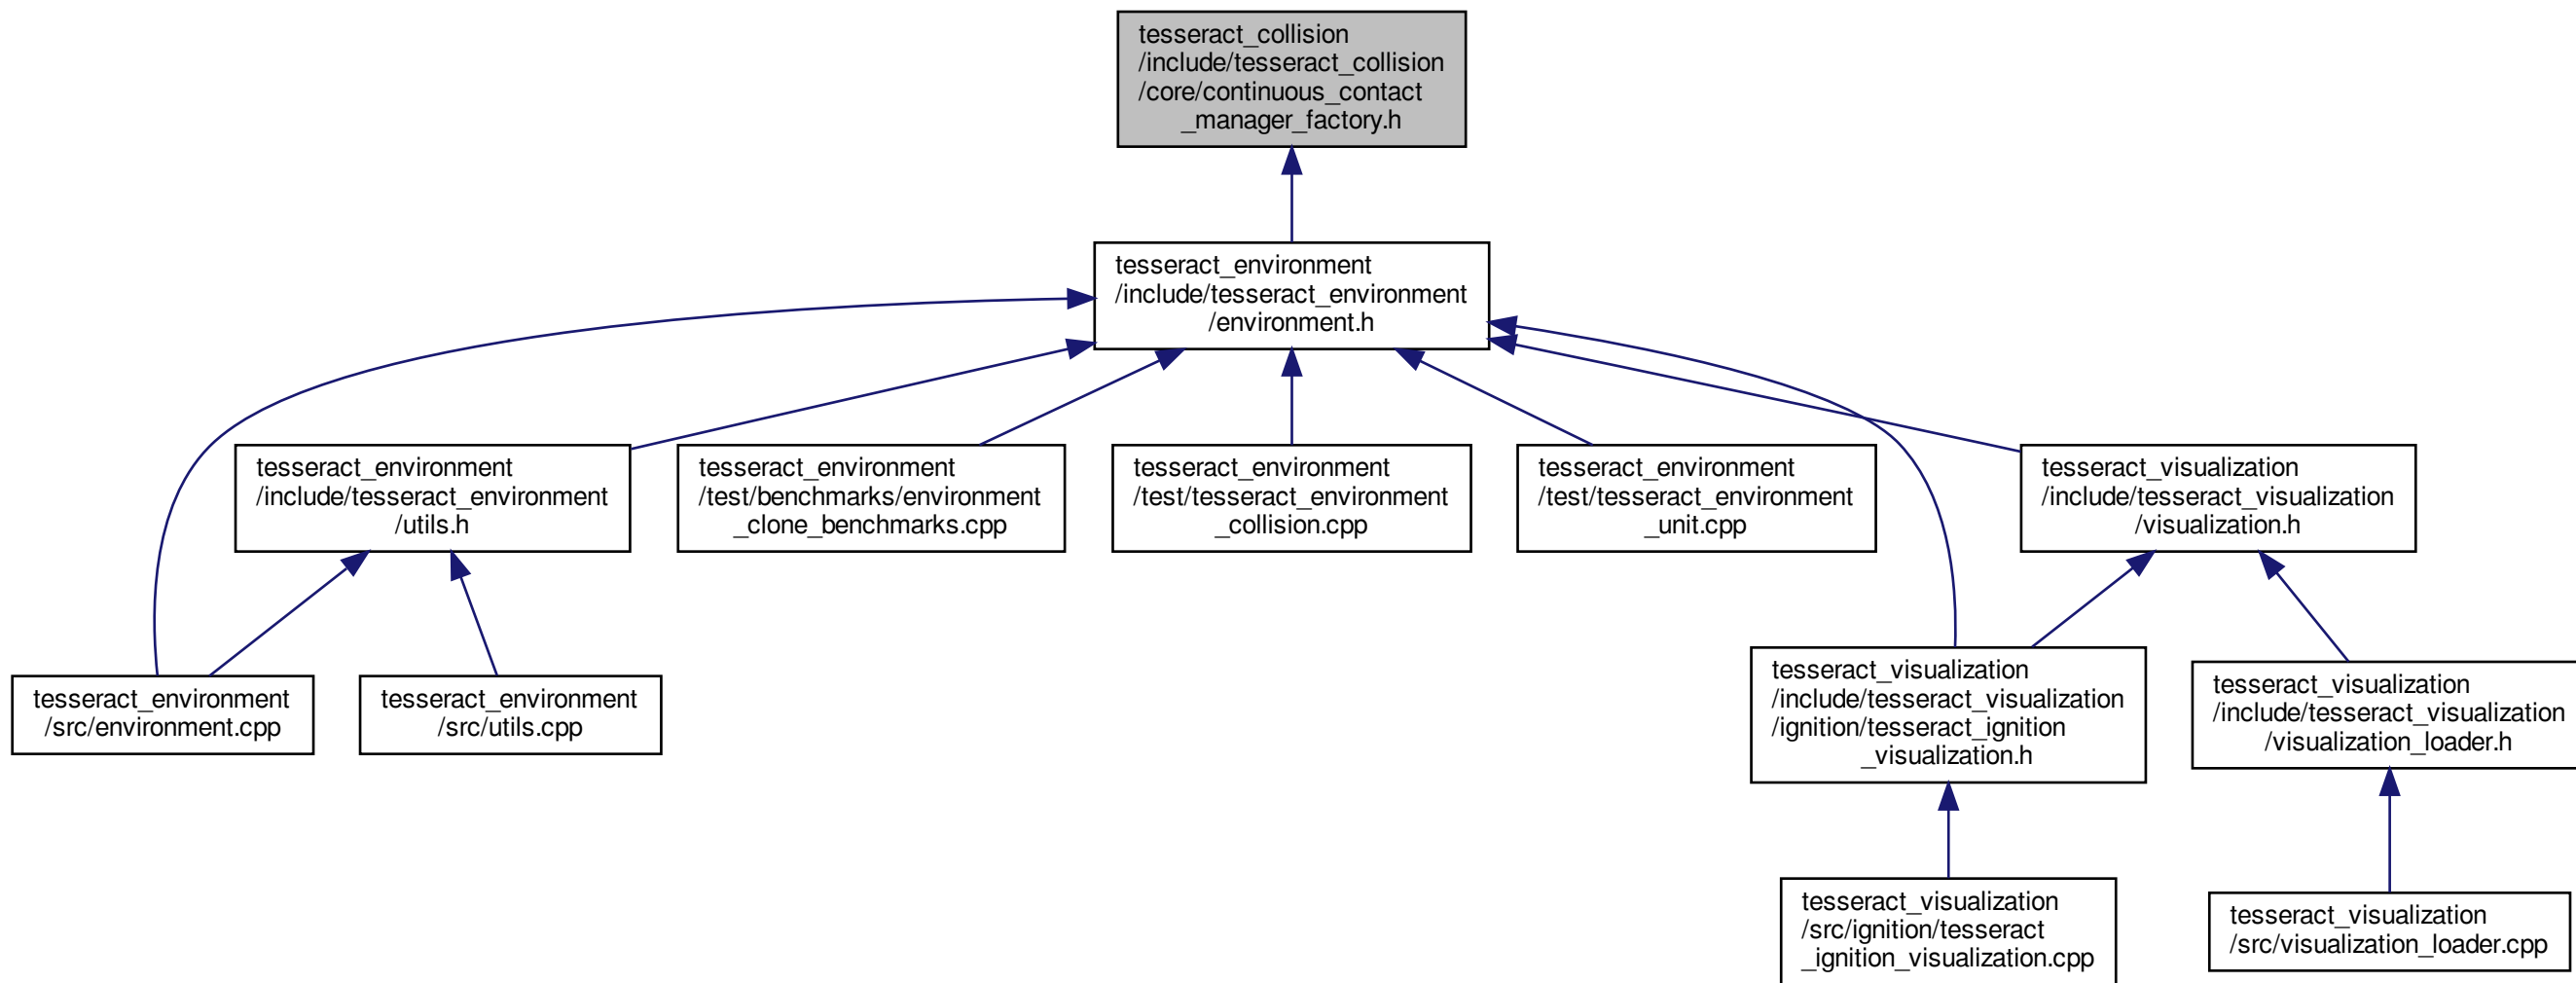 tesseract_collision
/include/tesseract_collision
/core/continuous_contact
_manager_factory.h
tesseract_environment
/include/tesseract_environment
/environment.h
tesseract_environment
/include/tesseract_environment
/utils.h
tesseract_environment
/test/benchmarks/environment
_clone_benchmarks.cpp
tesseract_environment
/test/tesseract_environment
_collision.cpp
tesseract_environment
/test/tesseract_environment
_unit.cpp
tesseract_visualization
/include/tesseract_visualization
/visualization.h
tesseract_environment
/src/environment.cpp
tesseract_environment
/src/utils.cpp
tesseract_visualization
/include/tesseract_visualization
/ignition/tesseract_ignition
_visualization.h
tesseract_visualization
/include/tesseract_visualization
/visualization_loader.h
tesseract_visualization
/src/ignition/tesseract
_ignition_visualization.cpp
tesseract_visualization
/src/visualization_loader.cpp